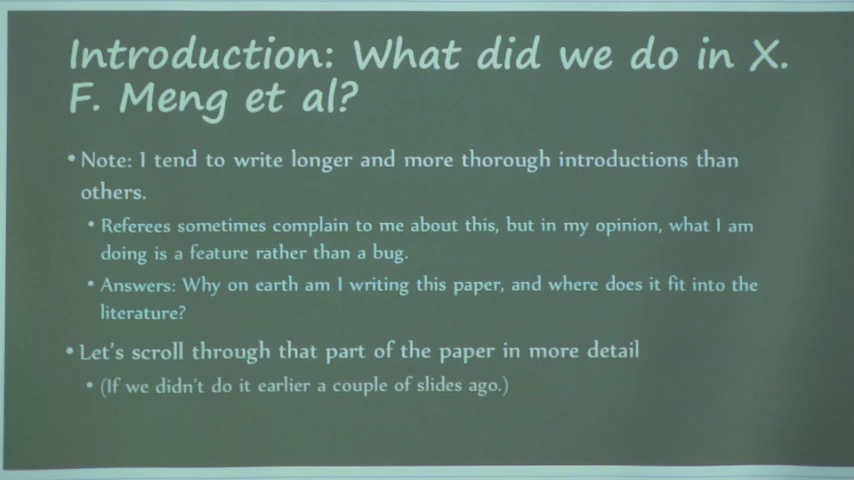 Introduction: What did we do in X.
F. Meng et al?
• Note: I tend to write longer and more thorough introductions than
others.
• Referees sometimes complain to me about this, but in my opinion, what I am
doing is a feature rather than a bug.
• Answers: Why on earth am I writing this paper, and where does it fit into the
literature?
• Let's scroll through that part of the paper in more detail
• (If we didn't do it earlier a couple of slides ago.)